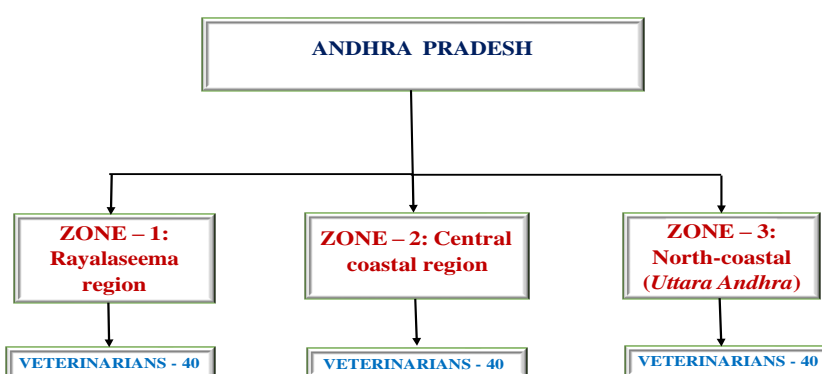 ANDHRA PRADESH
ZONE – 1:
Rayalaseema
region
ZONE – 2: Central
coastal region
ZONE – 3:
North-coastal
(Uttara Andhra)
VETERINARIANS - 40
VETERINARIANS - 40
VETERINARIANS - 40